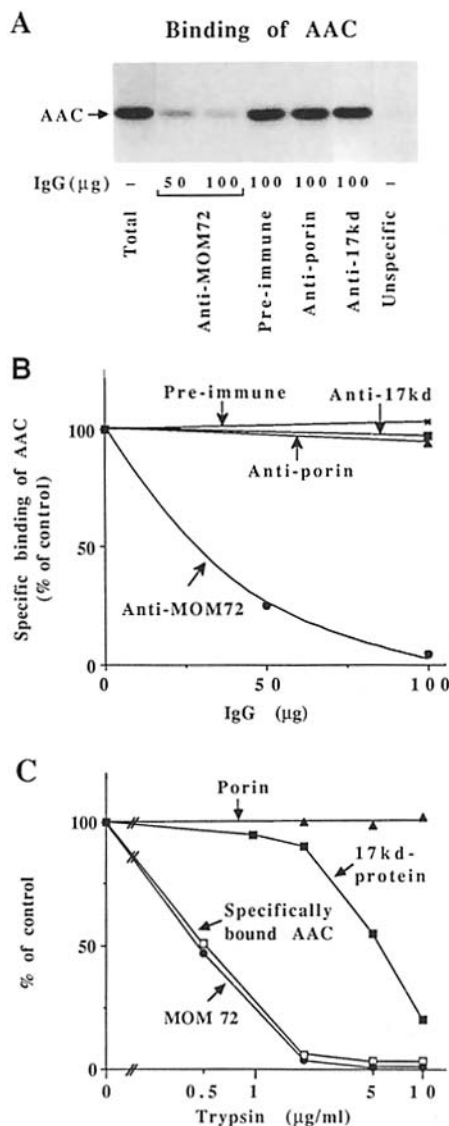 A
Binding of AAC
AAC
IgG (µg) – 50 100 100 100 100 –
Total
Anti-MOM72
Pre-immune
Anti-porin
Anti-17kd
Unspecific
B
Specific binding of AAC
(% of control)
100
50
0
Pre-immune
Anti-17kd
Anti-porin
Anti-MOM72
0 50 100
IgG (µg)
C
% of control
100
50
0
Porin
17kd-
protein
Specifically
bound AAC
MOM 72
0 0.5 1 5 10
Trypsin (µg/ml)